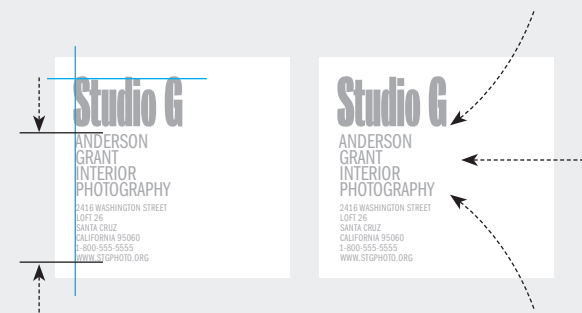 Studio G
ANDERSON
GRANT
INTERIOR
PHOTOGRAPHY
2416 WASHINGTON STREET
LOFT 26
SANTA CRUZ
CALIFORNIA 95060
1-800-555-5555
WWW.STGPHOTO.ORG
Studio G
ANDERSON
GRANT
INTERIOR
PHOTOGRAPHY
2416 WASHINGTON STREET
LOFT 26
SANTA CRUZ
CALIFORNIA 95060
1-800-555-5555
WWW.STGPHOTO.ORG